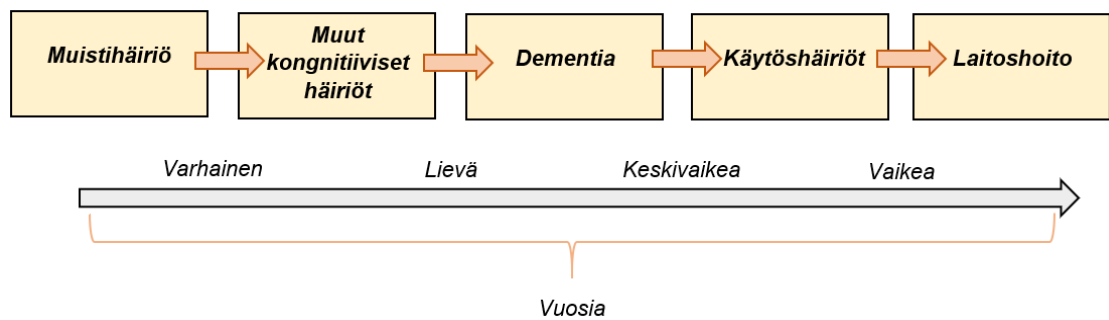 Muistihäiriö
Muut
kongnitiiviset
häiriöt
Dementia
Käytöshäiriöt
Laitoshoito
Varhainen
Lievä
Keskivaikea
Vaikea
Vuosia